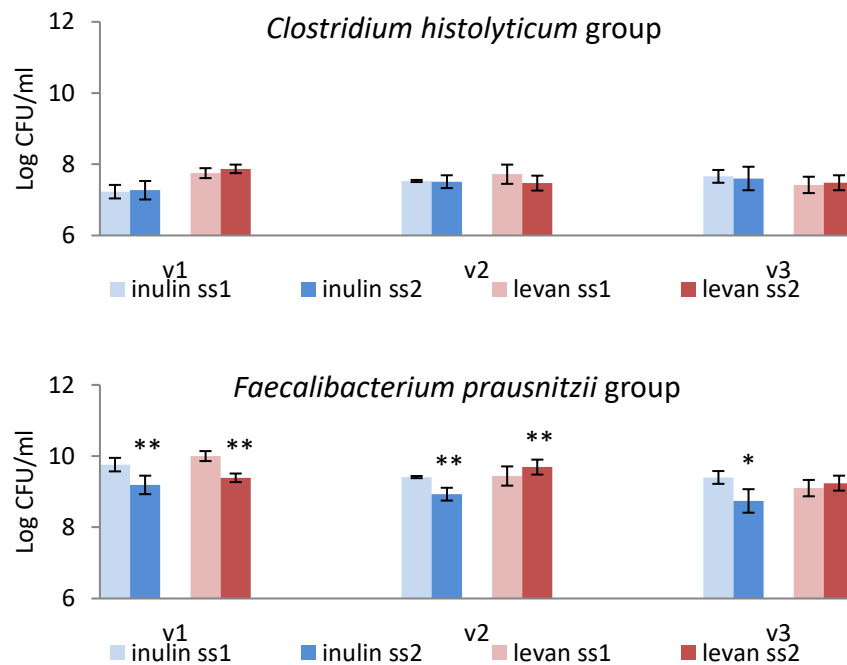 Clostridium histolyticum group
Log CFU/ml
12
10
8
6
v1 v2 v3
inulin ss1 inulin ss2 levan ss1 levan ss2
Faecalibacterium prausnitzii group
Log CFU/ml
12
10
8
6
** ** ** ** *
v1 v2 v3
inulin ss1 inulin ss2 levan ss1 levan ss2